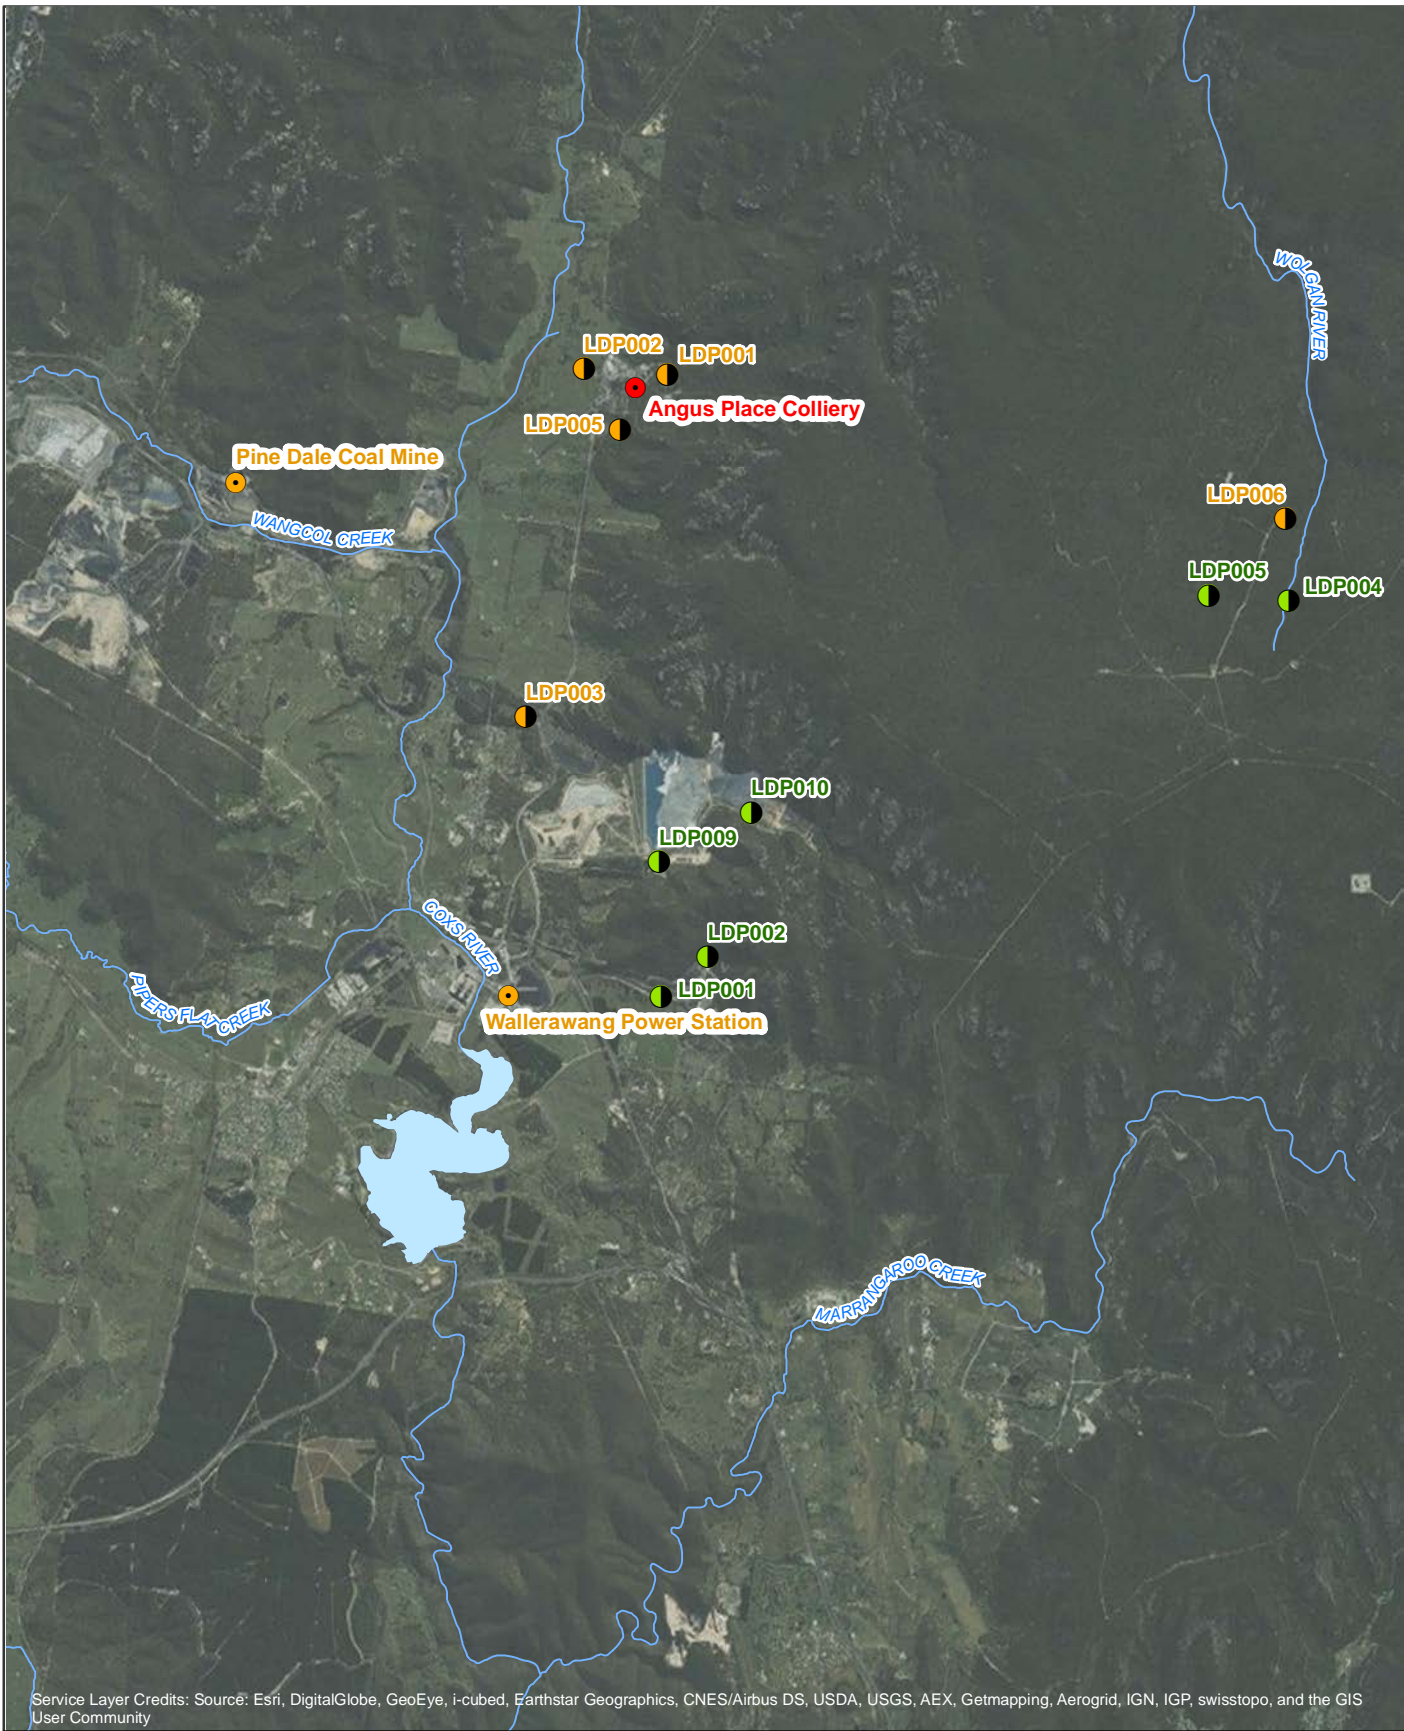 WOLGAN RIVER
LDP002
LDP001
Angus Place Colliery
LDP005
Pine Dale Coal Mine
LDP006
WANGCOL CREEK
LDP005
LDP004
LDP003
LDP010
LDP009
COXS RIVER
LDP002
LDP001
PIPERS FLAT CREEK
Wallerawang Power Station
MARRANGAROO CREEK
Service Layer Credits: Source: Esri, DigitalGlobe, GeoEye, i-cubed, Earthstar Geographics, CNES/Airbus DS, USDA, USGS, AEX, Getmapping, Aerogrid, IGN, IGP, swisstopo, and the GIS
User Community